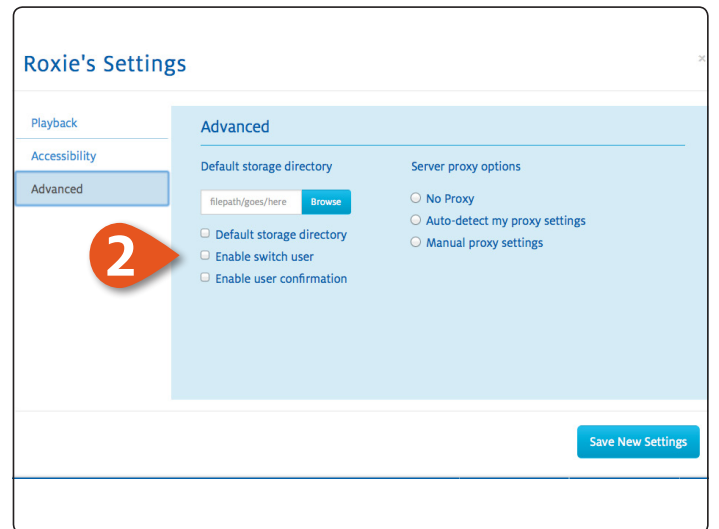 Roxie's Settings
×
Playback
Accessibility
Advanced
Advanced
Default storage directory
filepath/goes/here Browse
Default storage directory
Enable switch user
Enable user confirmation
Server proxy options
No Proxy
Auto-detect my proxy settings
Manual proxy settings
2
Save New Settings